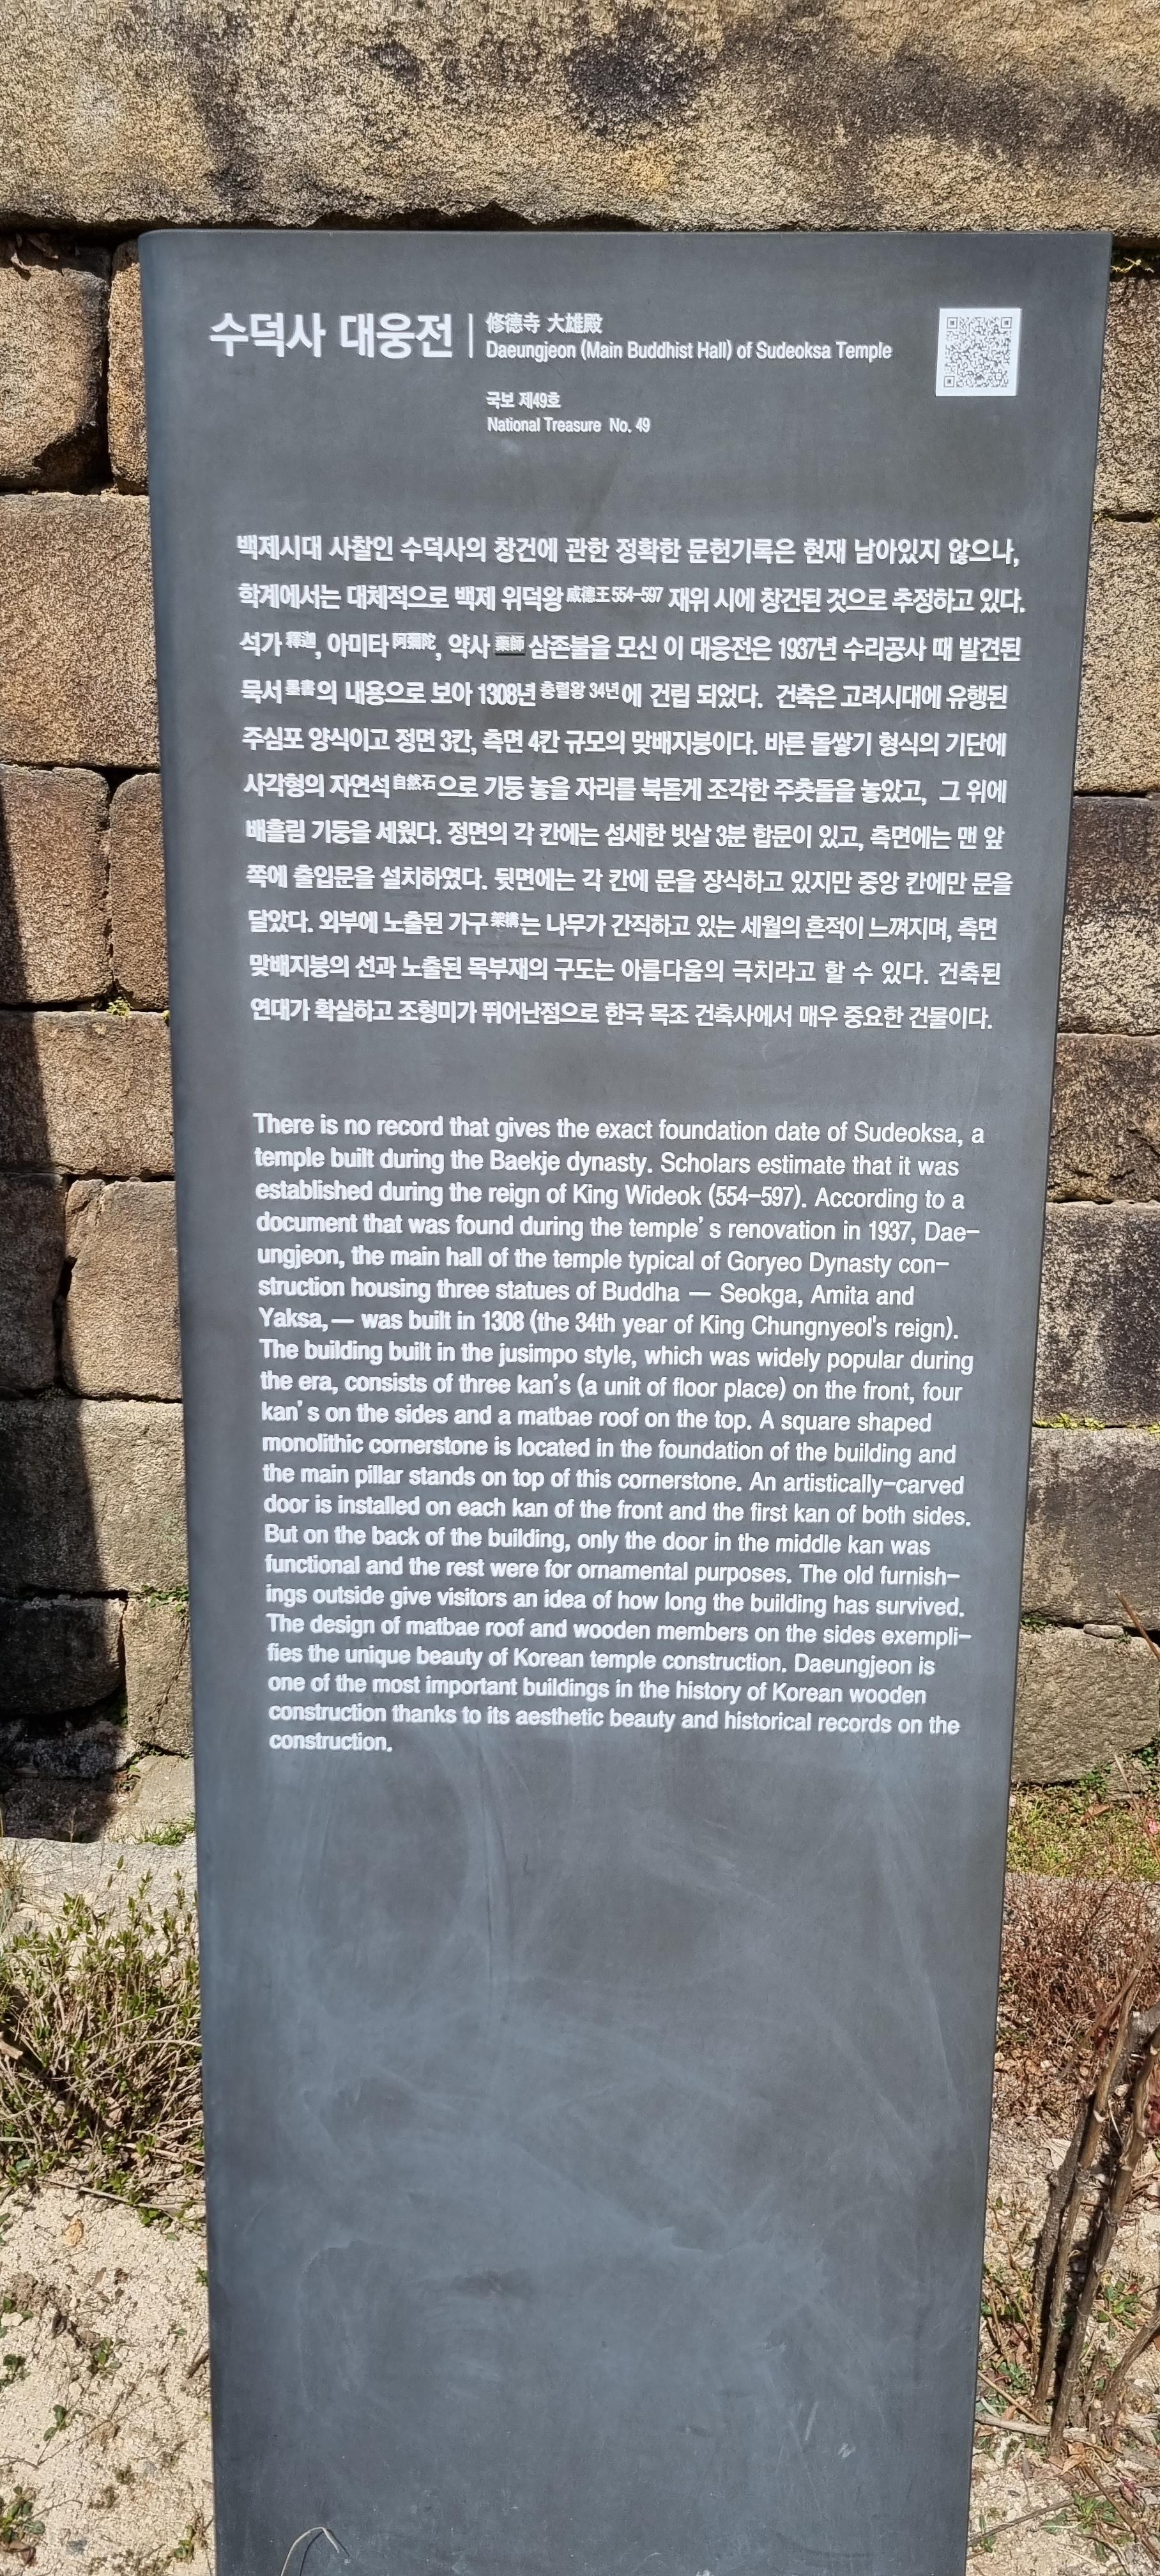 수덕사 대웅전
修德寺 大雄殿
Daeungjeon (Main Buddhist Hall) of Sudeoksa Temple
국보 제49호
National Treasure No. 49
백제시대 사찰인 수덕사의 창건에 관한 정확한 문헌기록은 현재 남아있지 않으나,
학계에서는 대체적으로 백제 위덕왕 威德王 554-597 재위 시에 창건된 것으로 추정하고 있다.
석가 釋迦, 아미타 阿彌陀, 약사 藥師 삼존불을 모신 이 대웅전은 1937년 수리공사 때 발견된
묵서 墨書의 내용으로 보아 1308년 충렬왕 34년에 건립 되었다. 건축은 고려시대에 유행된
주심포 양식이고 정면 3칸, 측면 4칸 규모의 맞배지붕이다. 바른 돌쌓기 형식의 기단에
사각형의 자연석 自然石으로 기둥 놓을 자리를 북돋게 조각한 주춧돌을 놓았고, 그 위에
배흘림 기둥을 세웠다. 정면의 각 칸에는 섬세한 빗살 3분 합문이 있고, 측면에는 맨 앞
쪽에 출입문을 설치하였다. 뒷면에는 각 칸에 문을 장식하고 있지만 중앙 칸에만 문을
달았다. 외부에 노출된 가구 架構는 나무가 간직하고 있는 세월의 흔적이 느껴지며, 측면
맞배지붕의 선과 노출된 목부재의 구도는 아름다움의 극치라고 할 수 있다. 건축된
연대가 확실하고 조형미가 뛰어난점으로 한국 목조 건축사에서 매우 중요한 건물이다.
There is no record that gives the exact foundation date of Sudeoksa, a
temple built during the Baekje dynasty. Scholars estimate that it was
established during the reign of King Wideok (554-597). According to a
document that was found during the temple’ s renovation in 1937, Dae-
ungjeon, the main hall of the temple typical of Goryeo Dynasty con-
struction housing three statues of Buddha — Seokga, Amita and
Yaksa, — was built in 1308 (the 34th year of King Chungnyeol's reign).
The building built in the jusimpo style, which was widely popular during
the era, consists of three kan’s (a unit of floor place) on the front, four
kan’ s on the sides and a matbae roof on the top. A square shaped
monolithic cornerstone is located in the foundation of the building and
the main pillar stands on top of this cornerstone. An artistically-carved
door is installed on each kan of the front and the first kan of both sides.
But on the back of the building, only the door in the middle kan was
functional and the rest were for ornamental purposes. The old furnish-
ings outside give visitors an idea of how long the building has survived.
The design of matbae roof and wooden members on the sides exempli-
fies the unique beauty of Korean temple construction. Daeungjeon is
one of the most important buildings in the history of Korean wooden
construction thanks to its aesthetic beauty and historical records on the
construction.